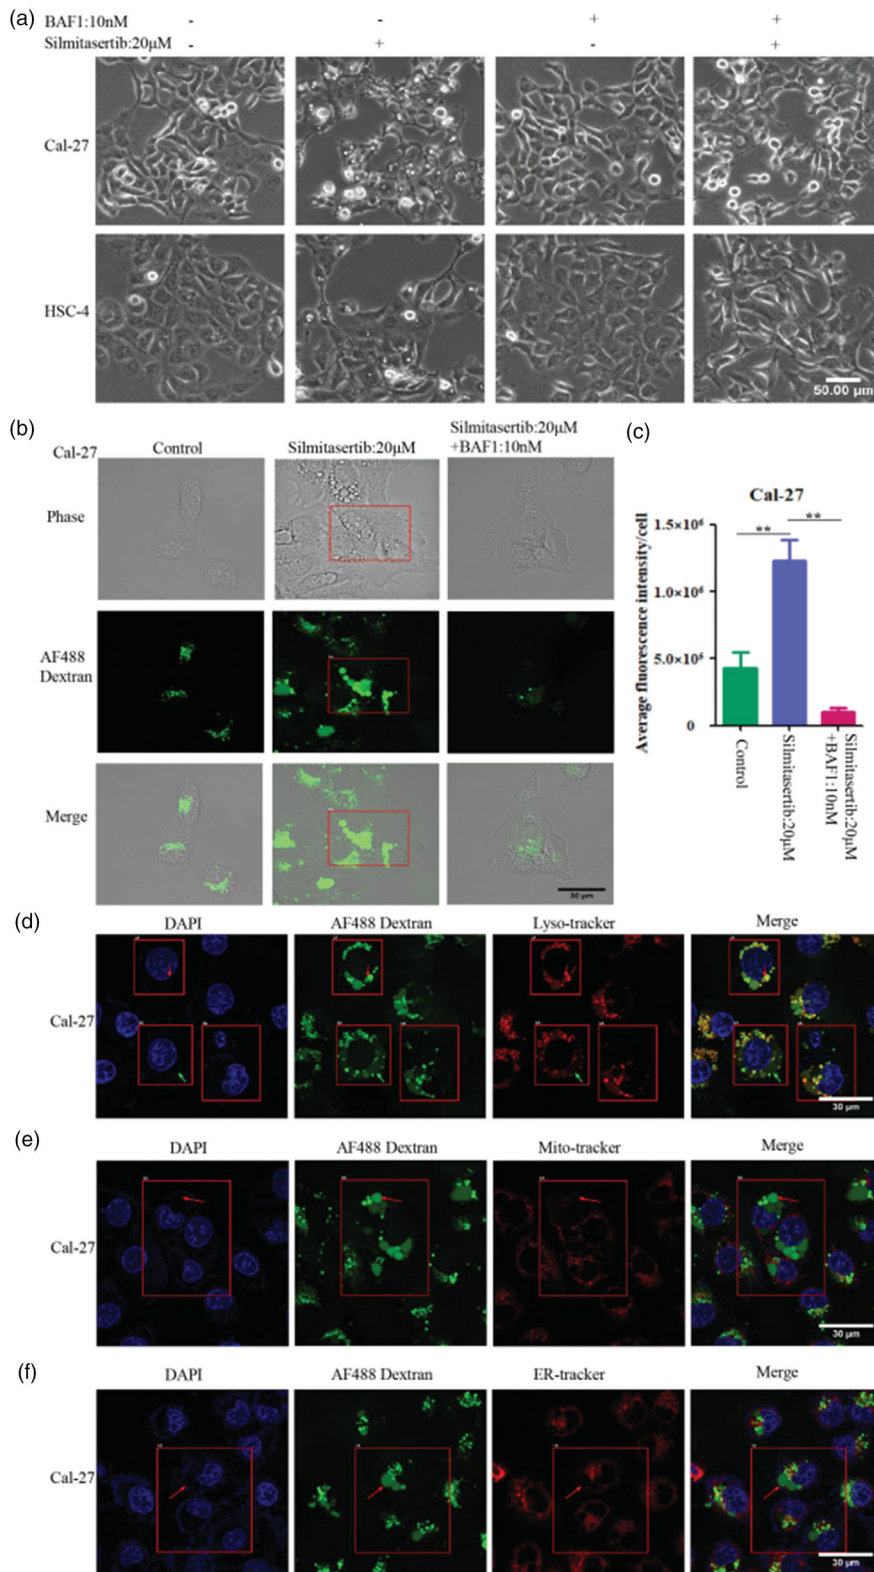 (a)
BAF1:10nM - - + +
Silmitasertib:20μM - + - +
Cal-27
HSC-4
50.00 μm
(b)
Cal-27
Control
Silmitasertib:20μM
Silmitasertib:20μM
+BAF1:10nM
Phase
AF488
Dextran
Merge
30 μm
(c)
Cal-27
Average fluorescence intensity/cell
1.5×10⁶
1.0×10⁶
5.0×10⁶
0
**
**
Control
Silmitasertib:20μM
Silmitasertib:20μM
+BAF1:10nM
(d)
DAPI AF488 Dextran Lyso-tracker Merge
Cal-27
30 μm
(e)
DAPI AF488 Dextran Mito-tracker Merge
Cal-27
30 μm
(f)
DAPI AF488 Dextran ER-tracker Merge
Cal-27
30 μm